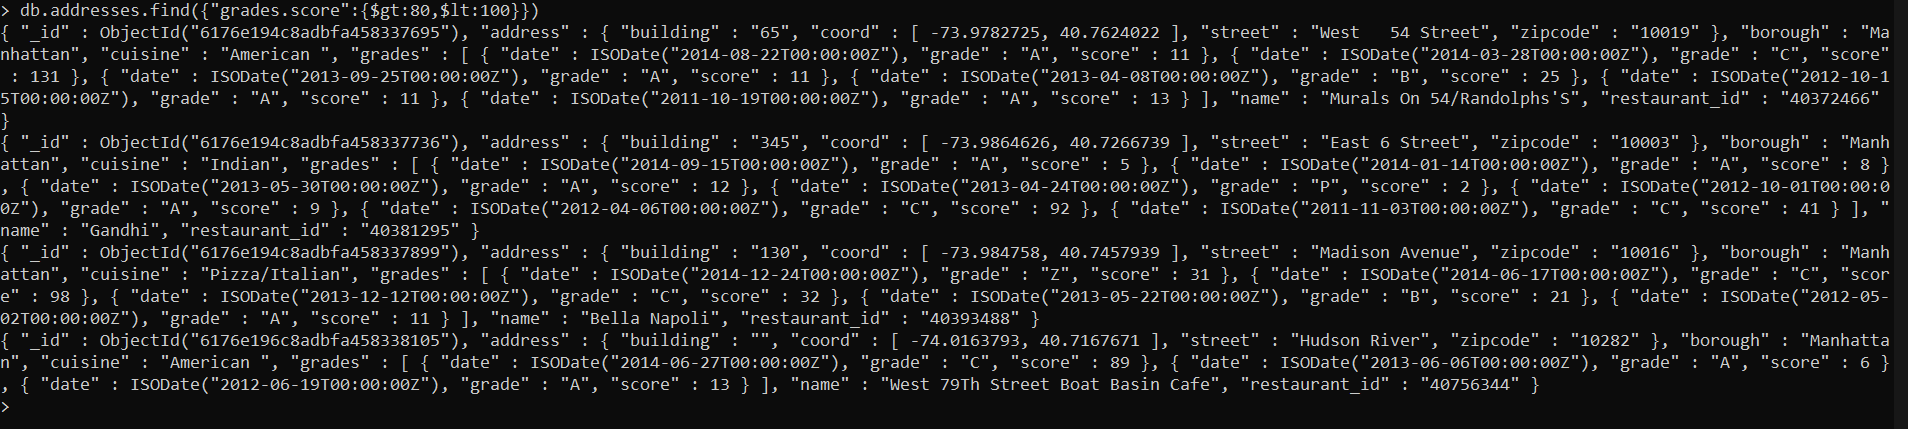 > db.addresses.find({"grades.score":{$gt:80,$lt:100}})
{ "_id" : ObjectId("6176e194c8adbfa458337695"), "address" : { "building" : "65", "coord" : [ -73.9782725, 40.7624022 ], "street" : "West   54 Street", "zipcode" : "10019" }, "borough" : "Ma
nhattan", "cuisine" : "American ", "grades" : [ { "date" : ISODate("2014-08-22T00:00:00Z"), "grade" : "A", "score" : 11 }, { "date" : ISODate("2014-03-28T00:00:00Z"), "grade" : "C", "score"
 : 131 }, { "date" : ISODate("2013-09-25T00:00:00Z"), "grade" : "A", "score" : 11 }, { "date" : ISODate("2013-04-08T00:00:00Z"), "grade" : "B", "score" : 25 }, { "date" : ISODate("2012-10-1
5T00:00:00Z"), "grade" : "A", "score" : 11 }, { "date" : ISODate("2011-10-19T00:00:00Z"), "grade" : "A", "score" : 13 } ], "name" : "Murals On 54/Randolphs'S", "restaurant_id" : "40372466"
}
{ "_id" : ObjectId("6176e194c8adbfa458337736"), "address" : { "building" : "345", "coord" : [ -73.9864626, 40.7266739 ], "street" : "East 6 Street", "zipcode" : "10003" }, "borough" : "Manh
attan", "cuisine" : "Indian", "grades" : [ { "date" : ISODate("2014-09-15T00:00:00Z"), "grade" : "A", "score" : 5 }, { "date" : ISODate("2014-01-14T00:00:00Z"), "grade" : "A", "score" : 8 }
, { "date" : ISODate("2013-05-30T00:00:00Z"), "grade" : "A", "score" : 12 }, { "date" : ISODate("2013-04-24T00:00:00Z"), "grade" : "P", "score" : 2 }, { "date" : ISODate("2012-10-01T00:00:0
0Z"), "grade" : "A", "score" : 9 }, { "date" : ISODate("2012-04-06T00:00:00Z"), "grade" : "C", "score" : 92 }, { "date" : ISODate("2011-11-03T00:00:00Z"), "grade" : "C", "score" : 41 } ], "
name" : "Gandhi", "restaurant_id" : "40381295" }
{ "_id" : ObjectId("6176e194c8adbfa458337899"), "address" : { "building" : "130", "coord" : [ -73.984758, 40.7457939 ], "street" : "Madison Avenue", "zipcode" : "10016" }, "borough" : "Manh
attan", "cuisine" : "Pizza/Italian", "grades" : [ { "date" : ISODate("2014-12-24T00:00:00Z"), "grade" : "Z", "score" : 31 }, { "date" : ISODate("2014-06-17T00:00:00Z"), "grade" : "C", "scor
e" : 98 }, { "date" : ISODate("2013-12-12T00:00:00Z"), "grade" : "C", "score" : 32 }, { "date" : ISODate("2013-05-22T00:00:00Z"), "grade" : "B", "score" : 21 }, { "date" : ISODate("2012-05-
02T00:00:00Z"), "grade" : "A", "score" : 11 } ], "name" : "Bella Napoli", "restaurant_id" : "40393488" }
{ "_id" : ObjectId("6176e196c8adbfa458338105"), "address" : { "building" : "", "coord" : [ -74.0163793, 40.7167671 ], "street" : "Hudson River", "zipcode" : "10282" }, "borough" : "Manhatta
n", "cuisine" : "American ", "grades" : [ { "date" : ISODate("2014-06-27T00:00:00Z"), "grade" : "C", "score" : 89 }, { "date" : ISODate("2013-06-06T00:00:00Z"), "grade" : "A", "score" : 6 }
, { "date" : ISODate("2012-06-19T00:00:00Z"), "grade" : "A", "score" : 13 } ], "name" : "West 79Th Street Boat Basin Cafe", "restaurant_id" : "40756344" }
>